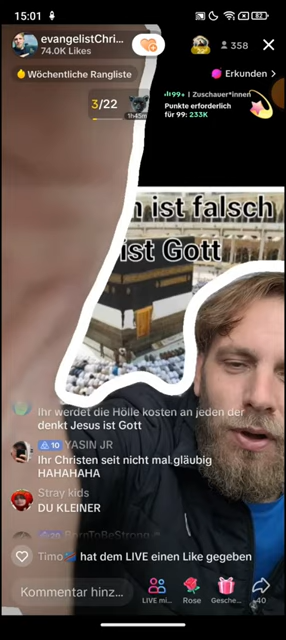 15:01
82
evangelistChri...
74.0K Likes
358
Wöchentliche Rangliste
Erkunden >
3/22
1h45m
99+ | Zuschauer*innen
Punkte erforderlich
für 99: 233K
n ist falsch
ist Gott
Ihr werdet die Hölle kosten an jeden der
denkt Jesus ist Gott
10 YASIN JR
Ihr Christen seit nicht mal gläubig
HAHAHAHA
Stray kids
DU KLEINER
20 BornToBeStrong
Timo hat dem LIVE einen Like gegeben
Kommentar hinz...
LIVE mi...
Rose
Gesche...
40